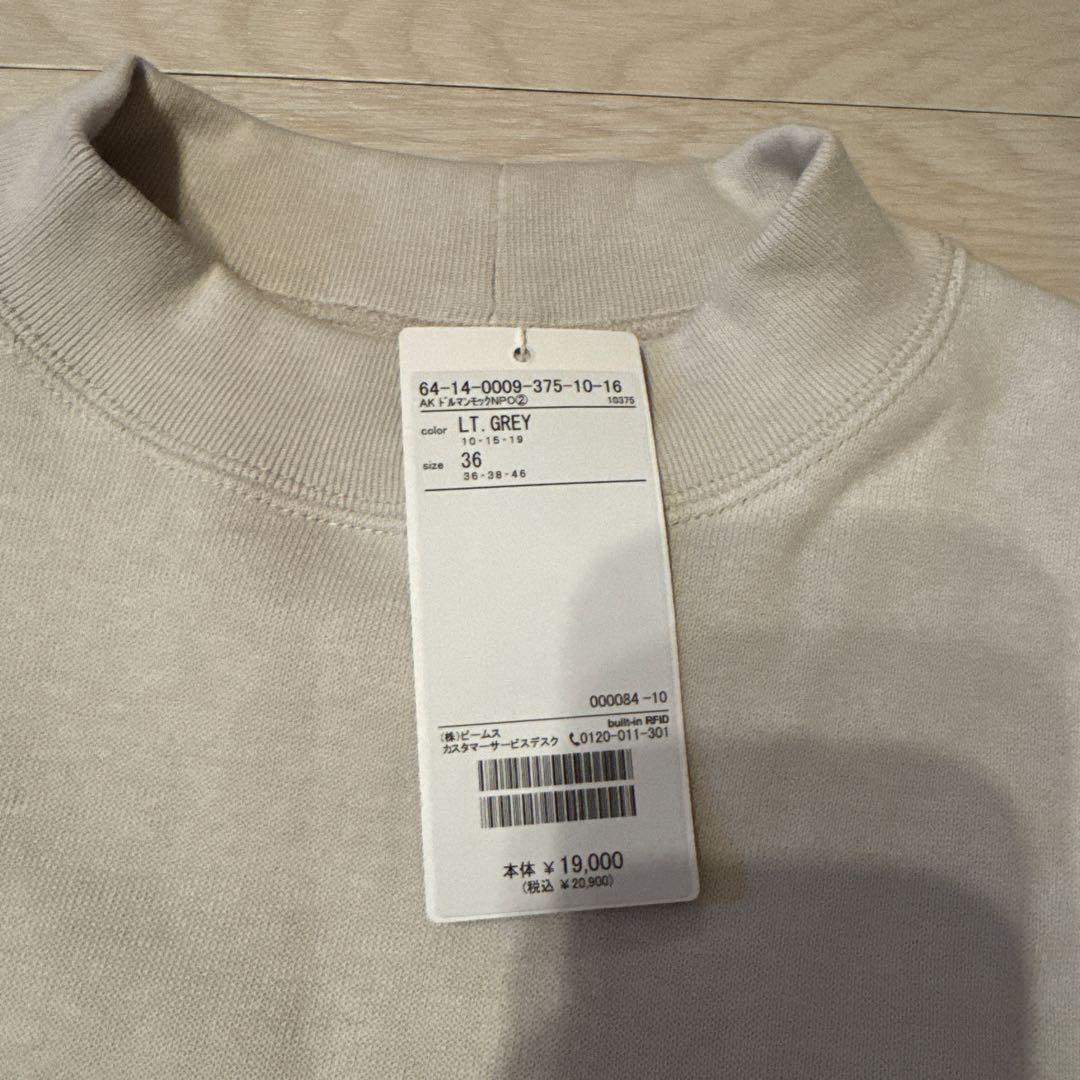 64-14-0009-375-10-16
AK ドルマンモックNPO② 10375
color LT. GREY
10-15-19
size 36
36-38-46
000084-10
built-in RFID
(株)ビームス
カスタマーサービスデスク 0120-011-301
本体 ¥19,000
(税込 ¥20,900)